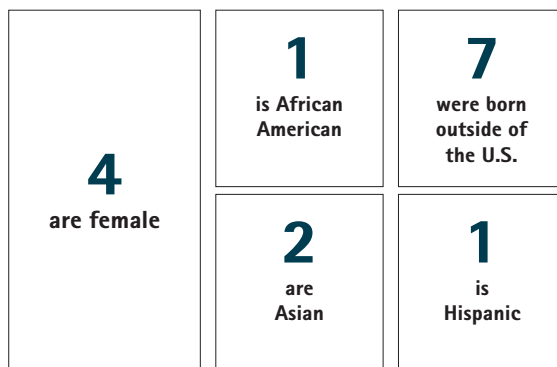 4
are female
1
is African
American
7
were born
outside of
the U.S.
2
are
Asian
1
is
Hispanic